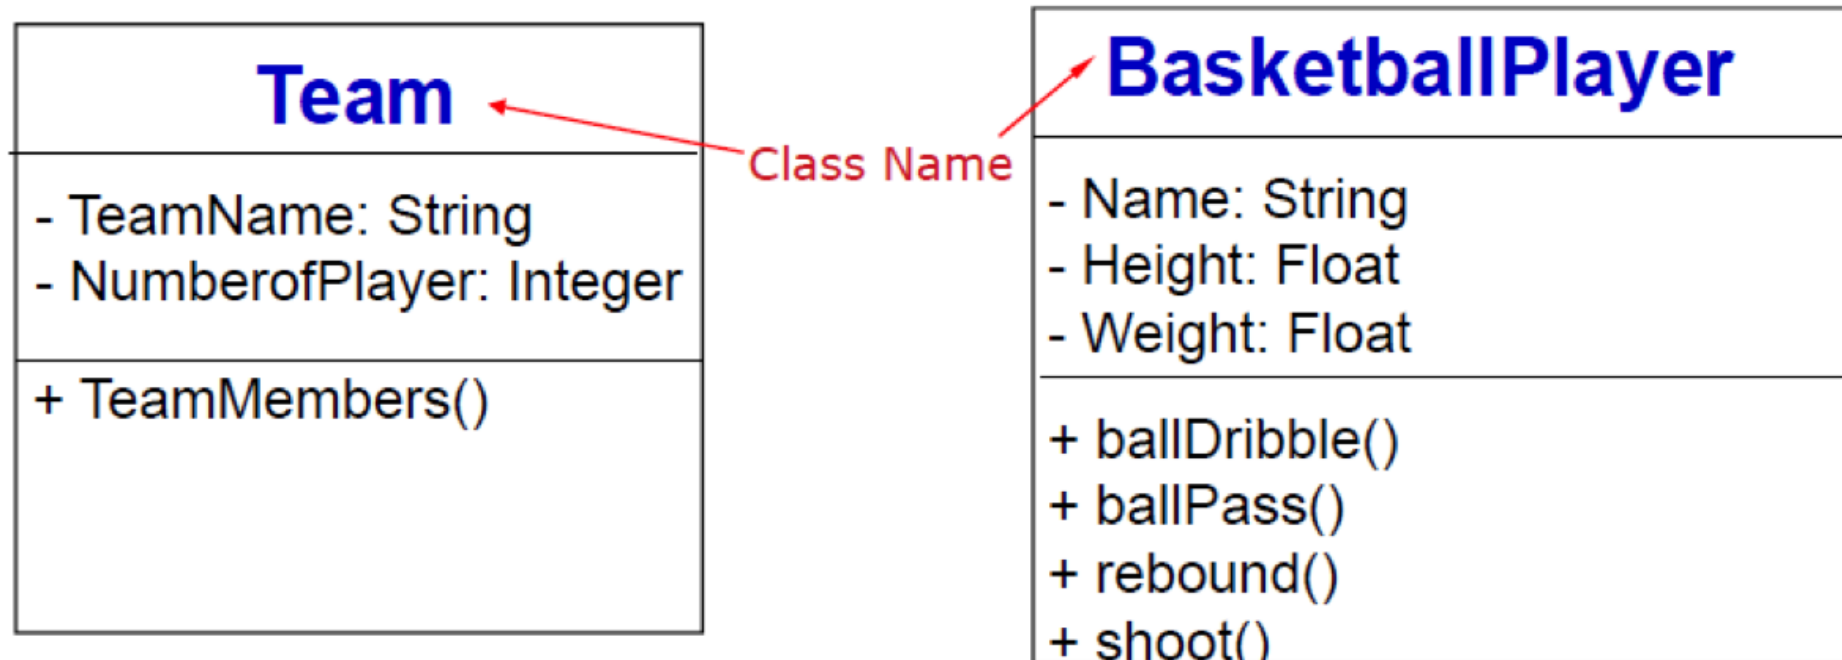 Team
- TeamName: String
- NumberofPlayer: Integer
+ TeamMembers()
Class Name
BasketballPlayer
- Name: String
- Height: Float
- Weight: Float
+ ballDribble()
+ ballPass()
+ rebound()
+ shoot()